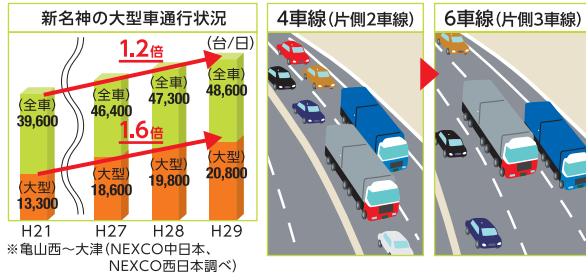 新名神の大型車通行状況
(台/日)
1.2倍
(全車)
39,600
(全車)
46,400
(全車)
47,300
(全車)
48,600
1.6倍
(大型)
13,300
(大型)
18,600
(大型)
19,800
(大型)
20,800
H21 H27 H28 H29
※亀山西～大津(NEXCO中日本、
NEXCO西日本調べ)
4車線(片側2車線)
6車線(片側3車線)